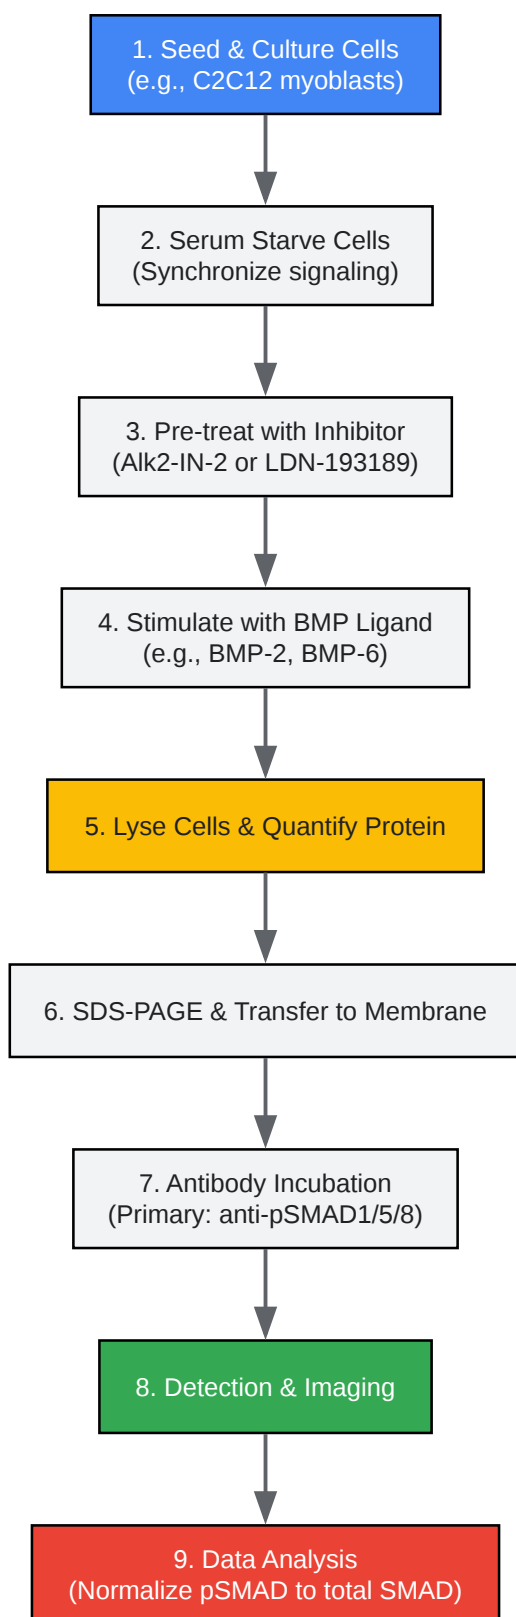 1. Seed & Culture Cells
(e.g., C2C12 myoblasts)
2. Serum Starve Cells
(Synchronize signaling)
3. Pre-treat with Inhibitor
(Alk2-IN-2 or LDN-193189)
4. Stimulate with BMP Ligand
(e.g., BMP-2, BMP-6)
5. Lyse Cells & Quantify Protein
6. SDS-PAGE & Transfer to Membrane
7. Antibody Incubation
(Primary: anti-pSMAD1/5/8)
8. Detection & Imaging
9. Data Analysis
(Normalize pSMAD to total SMAD)